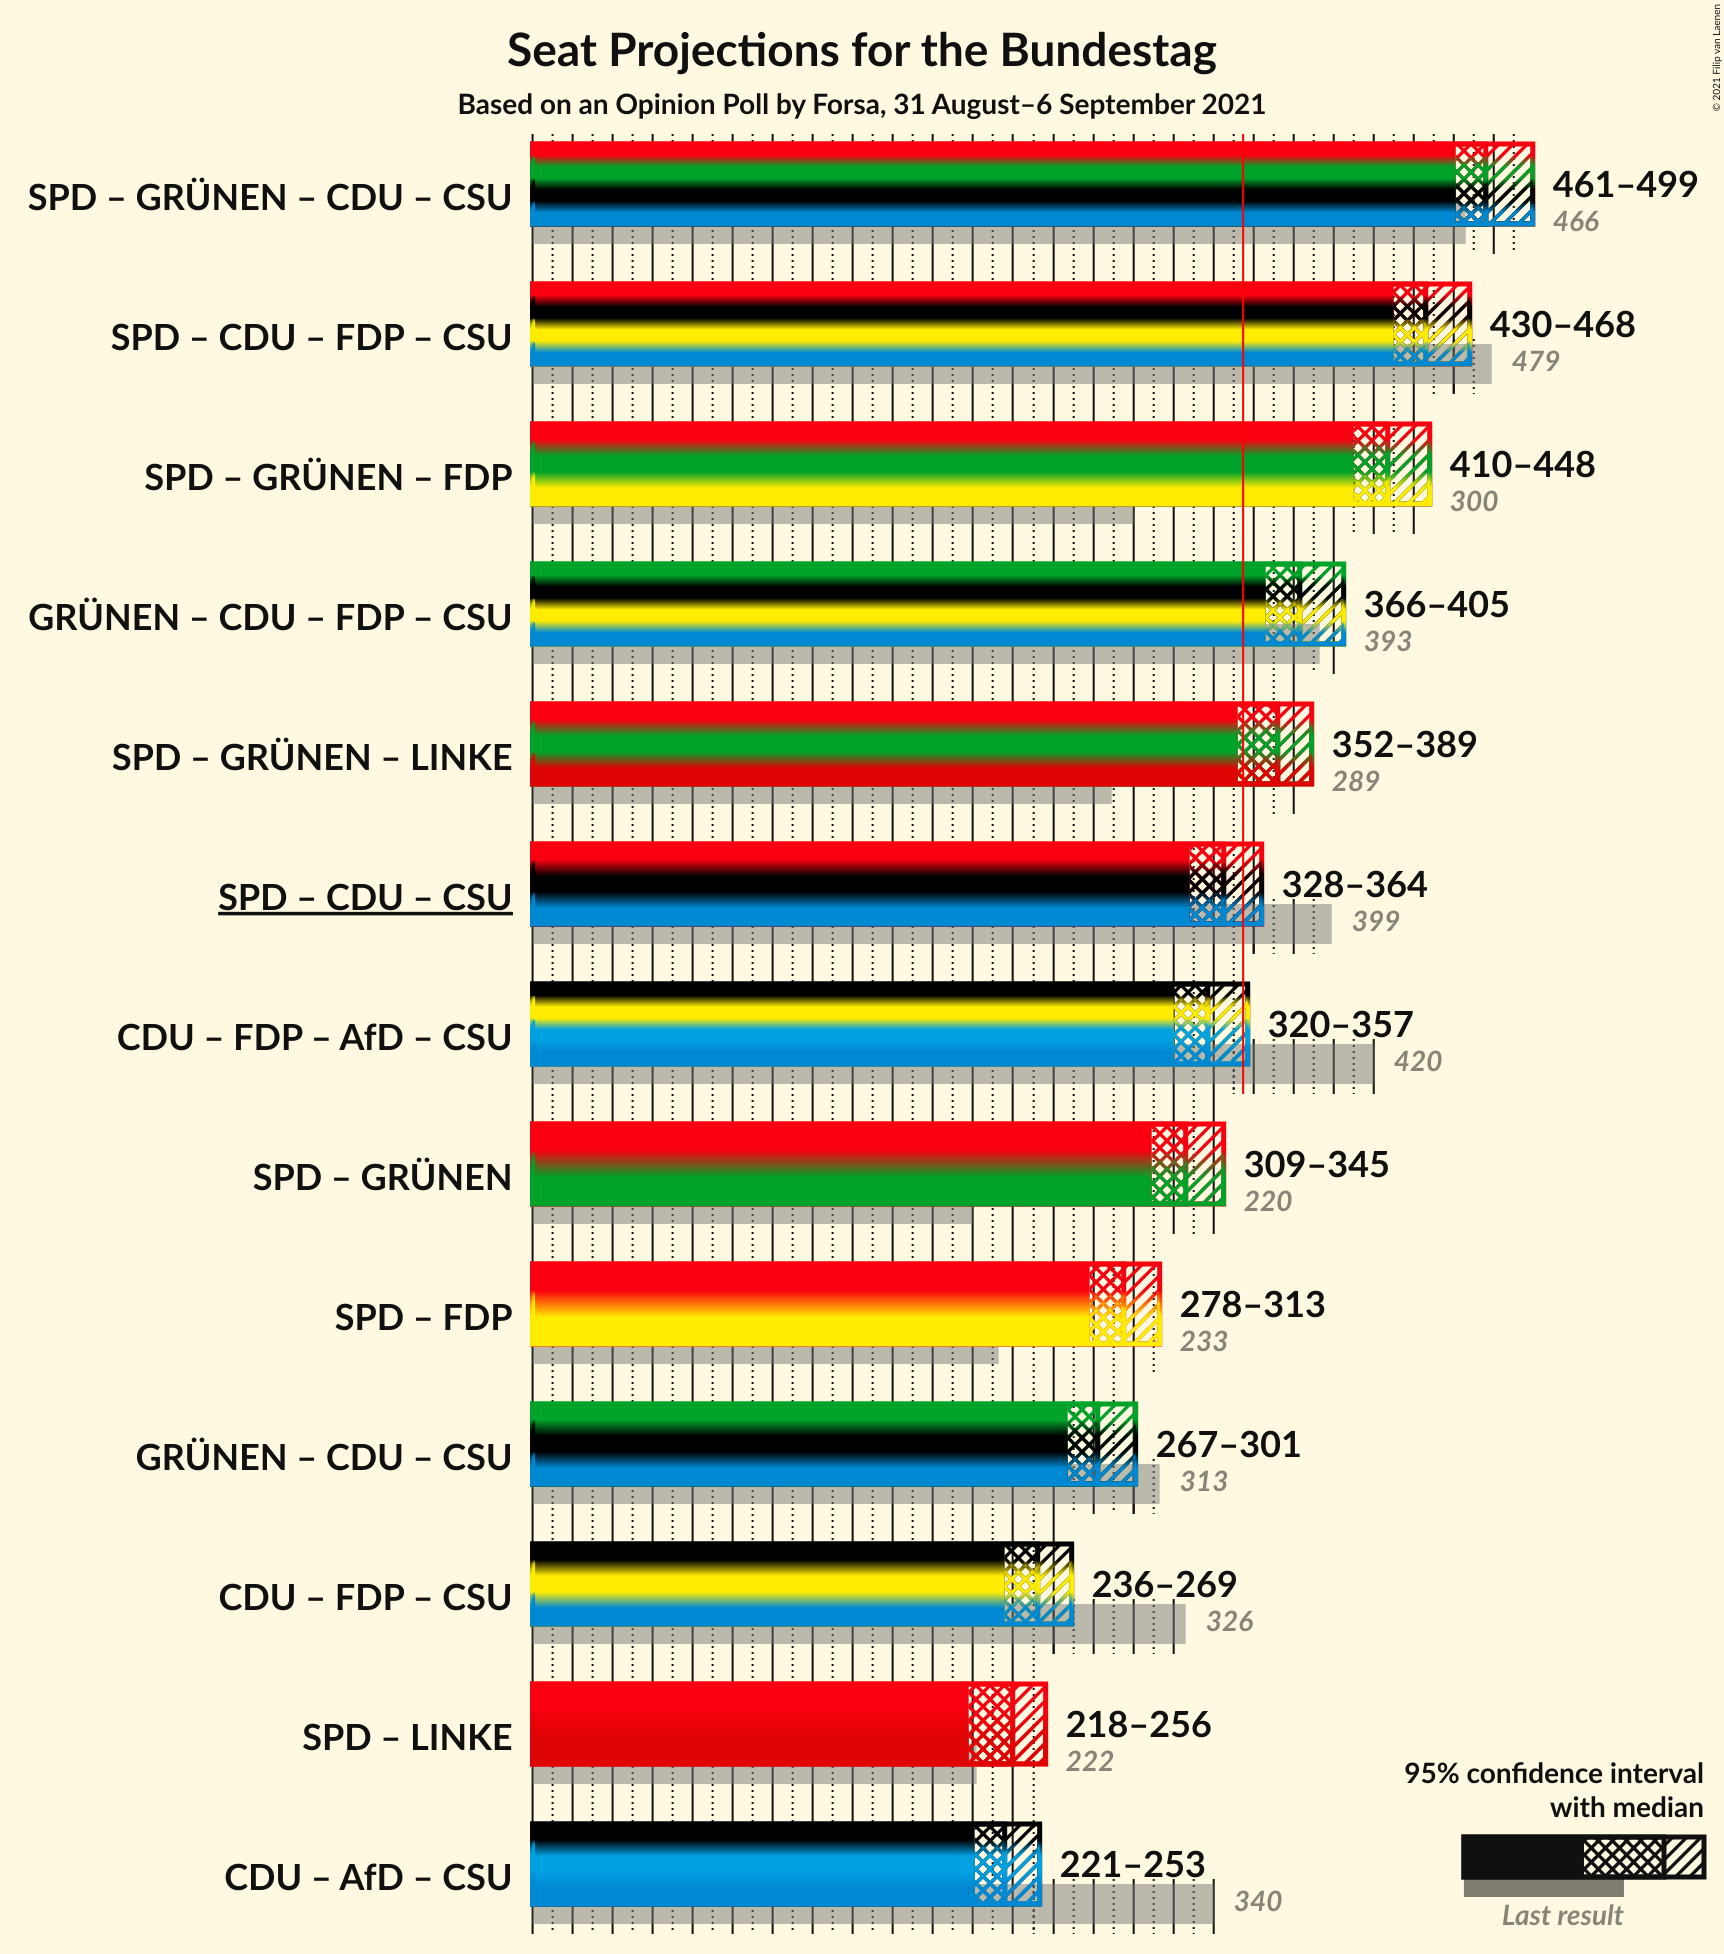 Seat Projections for the Bundestag
Based on an Opinion Poll by Forsa, 31 August–6 September 2021
© 2021 Filip van Laenen
SPD – GRÜNEN – CDU – CSU
461–499
466
SPD – CDU – FDP – CSU
430–468
479
SPD – GRÜNEN – FDP
410–448
300
GRÜNEN – CDU – FDP – CSU
366–405
393
SPD – GRÜNEN – LINKE
352–389
289
SPD – CDU – CSU
328–364
399
CDU – FDP – AfD – CSU
320–357
420
SPD – GRÜNEN
309–345
220
SPD – FDP
278–313
233
GRÜNEN – CDU – CSU
267–301
313
CDU – FDP – CSU
236–269
326
SPD – LINKE
218–256
222
CDU – AfD – CSU
221–253
340
95% confidence interval
with median
Last result